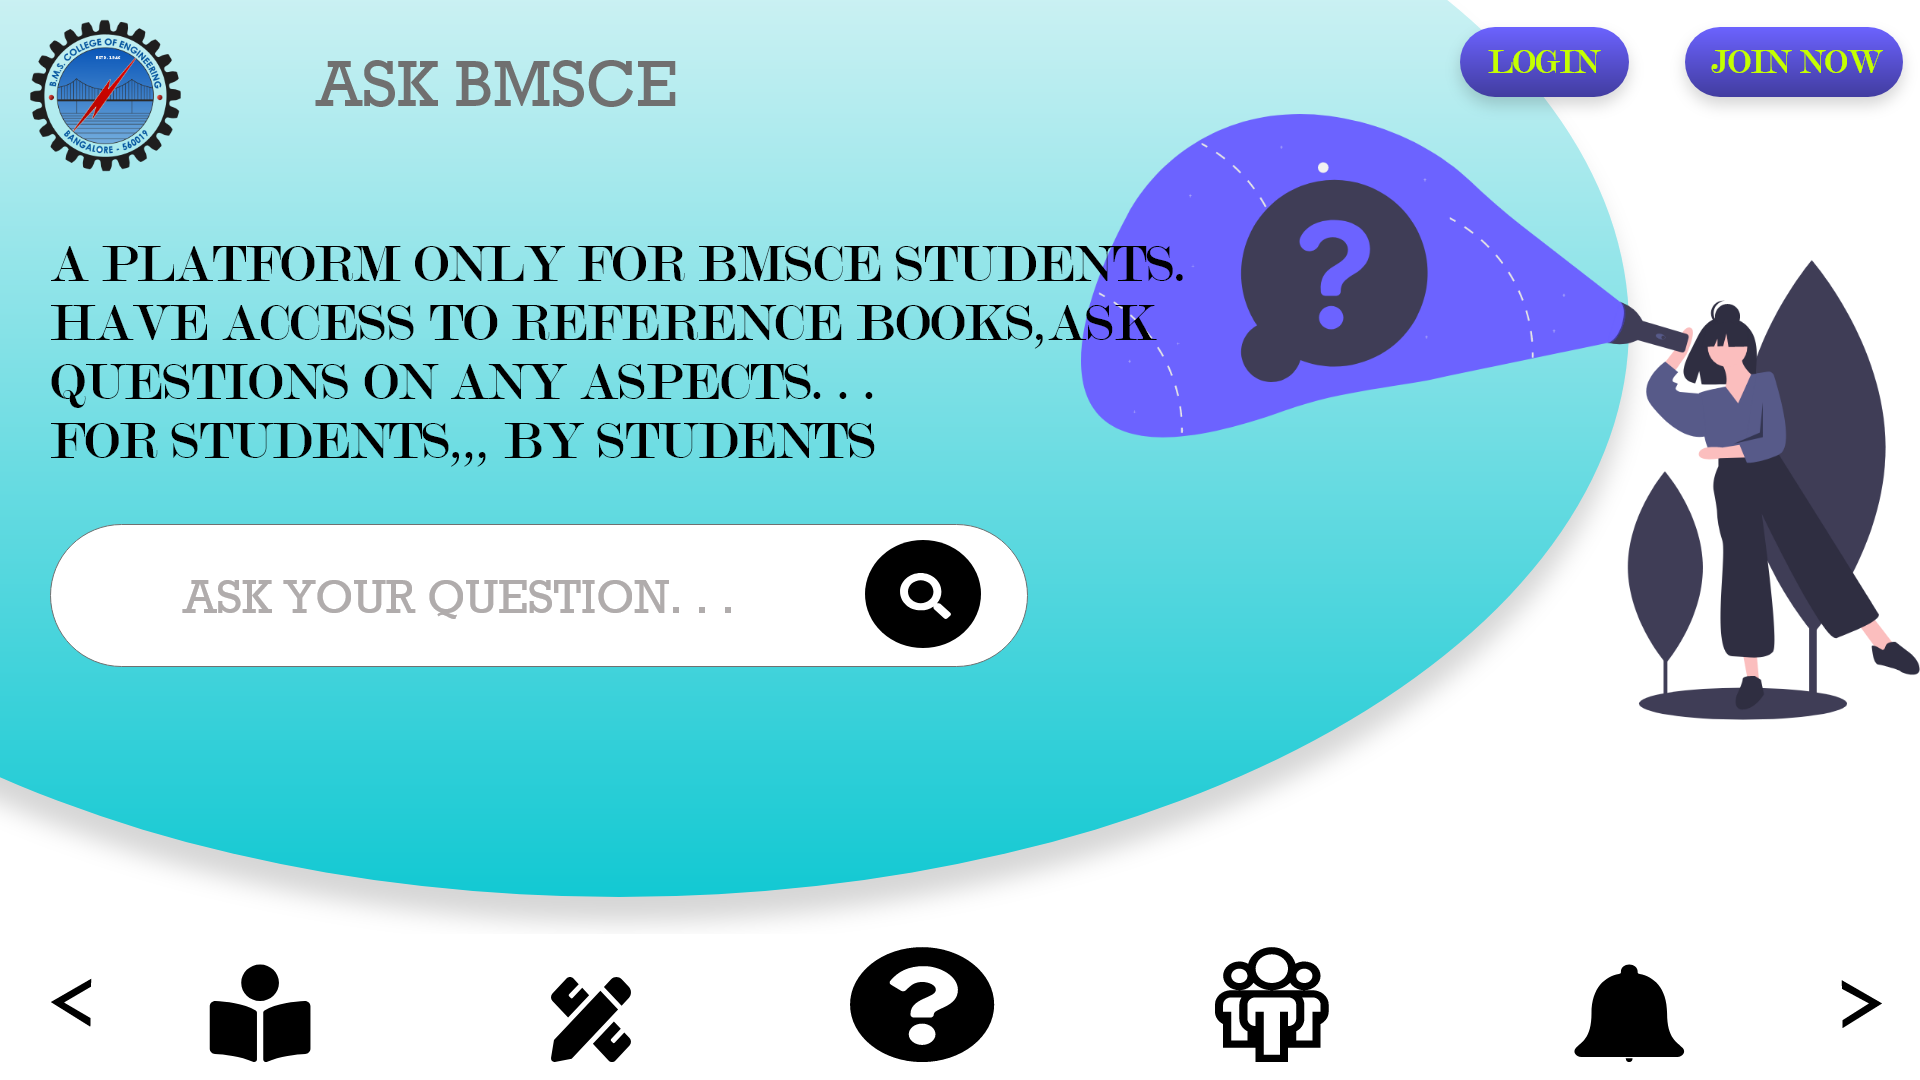 B.M.S. COLLEGE OF ENGINEERING
ESTD. 1946
BANGALORE - 560019
ASK BMSCE
LOGIN
JOIN NOW
A PLATFORM ONLY FOR BMSCE STUDENTS.
HAVE ACCESS TO REFERENCE BOOKS,ASK
QUESTIONS ON ANY ASPECTS. . .
FOR STUDENTS,,, BY STUDENTS
?
ASK YOUR QUESTION. . .
<
?
>